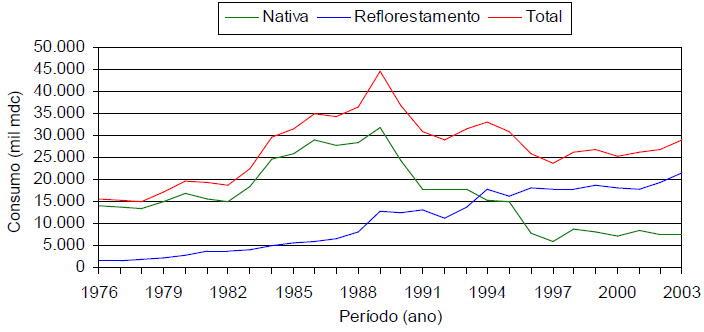 Nativa Reflorestamento Total
50.000
45.000
40.000
35.000
30.000
25.000
20.000
15.000
10.000
5.000
0
Consumo (mil mdc)
1976 1979 1982 1985 1988 1991 1994 1997 2000 2003
Período (ano)